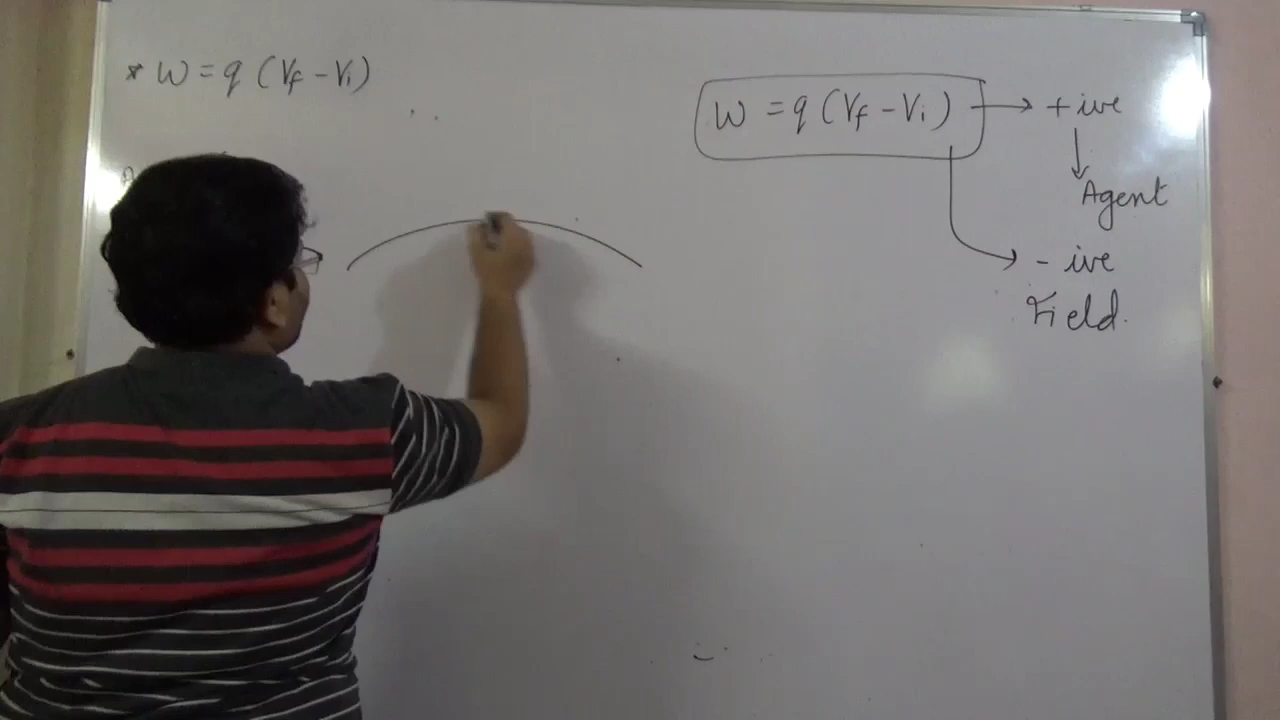 * W = q (Vf - Vi)
W = q (Vf - Vi) → + ive
Agent
- ive
Field.